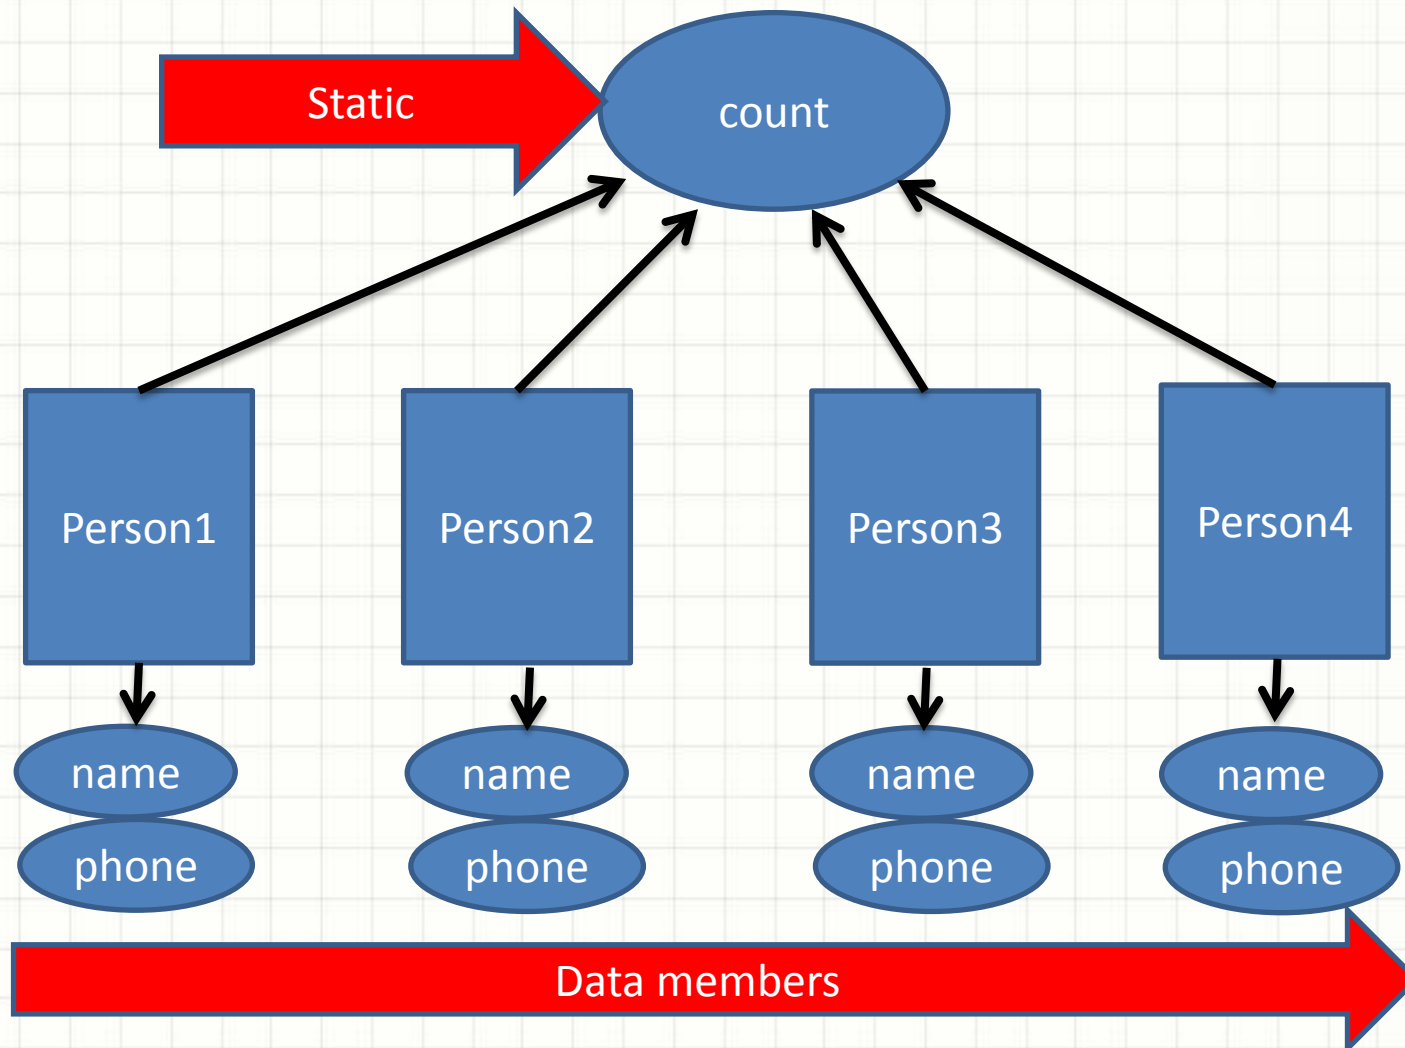 Static
count
Person1
Person2
Person3
Person4
name
name
name
name
phone
phone
phone
phone
Data members